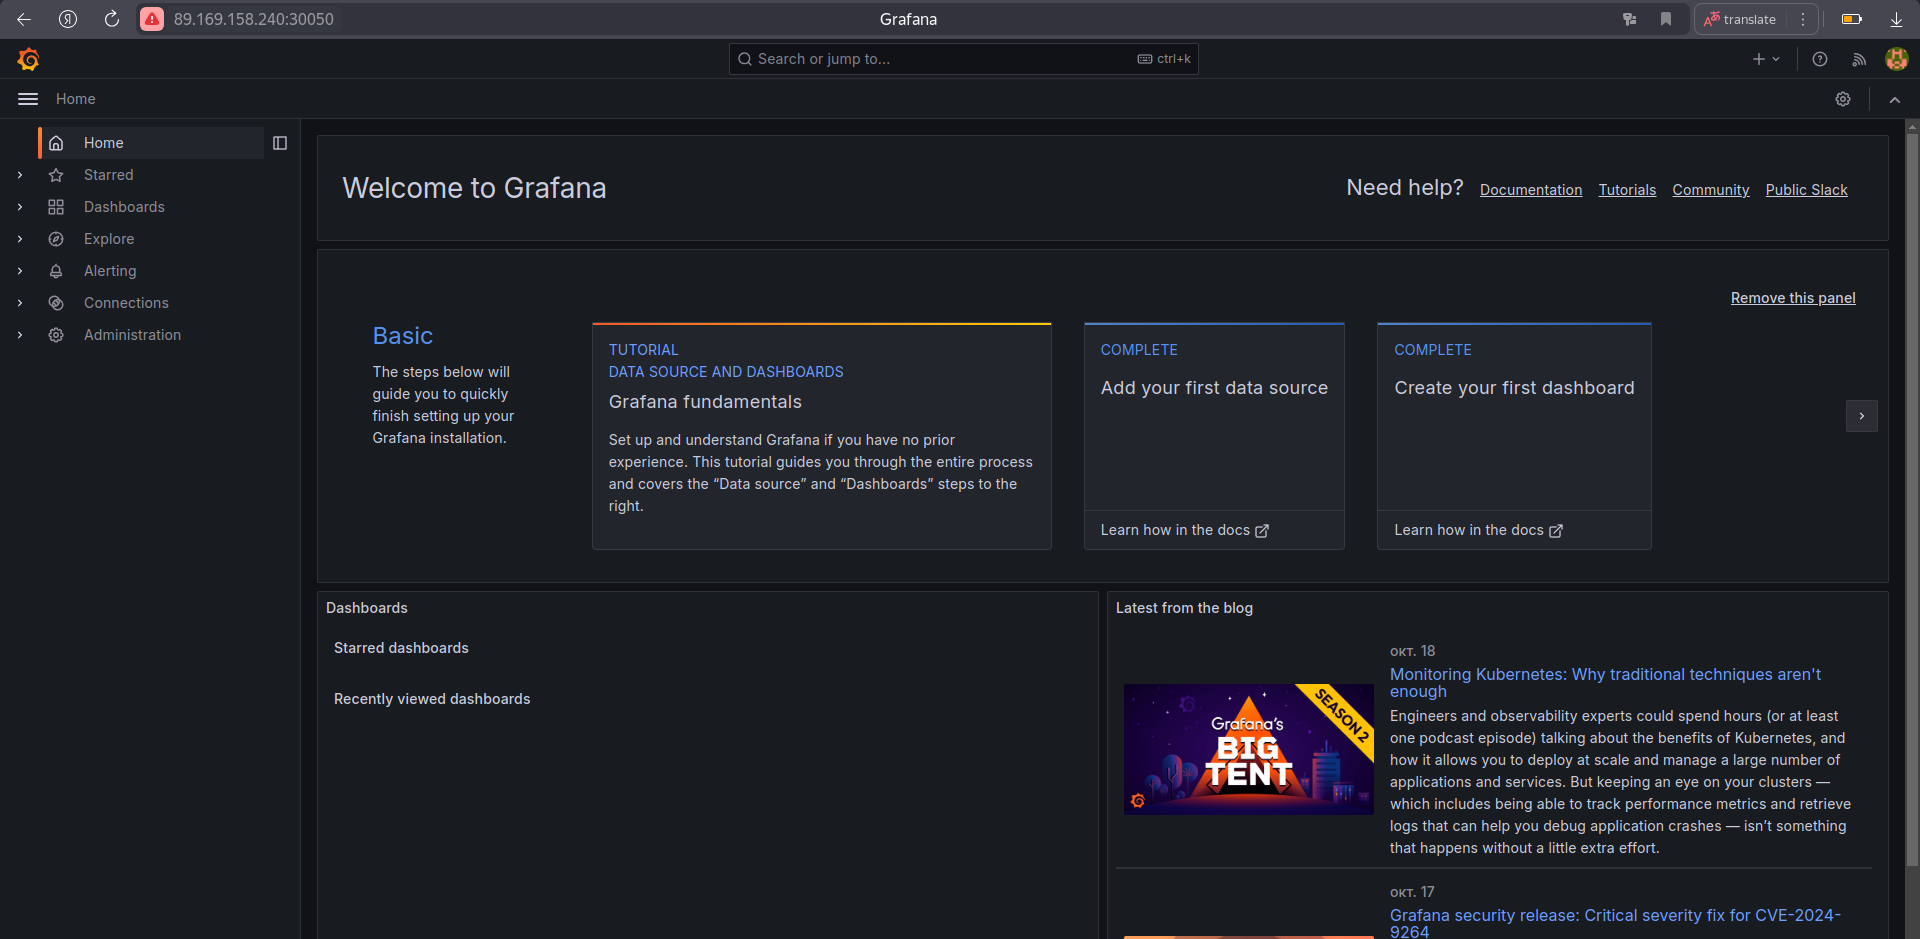 Я
89.169.158.240:30050
Grafana
translate
Search or jump to...
ctrl+k
Home
Home
Starred
Dashboards
Explore
Alerting
Connections
Administration
Welcome to Grafana
Need help?
Documentation
Tutorials
Community
Public Slack
Remove this panel
Basic
The steps below will
guide you to quickly
finish setting up your
Grafana installation.
TUTORIAL
DATA SOURCE AND DASHBOARDS
Grafana fundamentals
Set up and understand Grafana if you have no prior
experience. This tutorial guides you through the entire process
and covers the “Data source” and “Dashboards” steps to the
right.
COMPLETE
Add your first data source
Learn how in the docs
COMPLETE
Create your first dashboard
Learn how in the docs
Dashboards
Starred dashboards
Recently viewed dashboards
Latest from the blog
SEASON 2
Grafana's
BIG
TENT
окт. 18
Monitoring Kubernetes: Why traditional techniques aren't
enough
Engineers and observability experts could spend hours (or at least
one podcast episode) talking about the benefits of Kubernetes, and
how it allows you to deploy at scale and manage a large number of
applications and services. But keeping an eye on your clusters —
which includes being able to track performance metrics and retrieve
logs that can help you debug application crashes — isn’t something
that happens without a little extra effort.
окт. 17
Grafana security release: Critical severity fix for CVE-2024-
9264